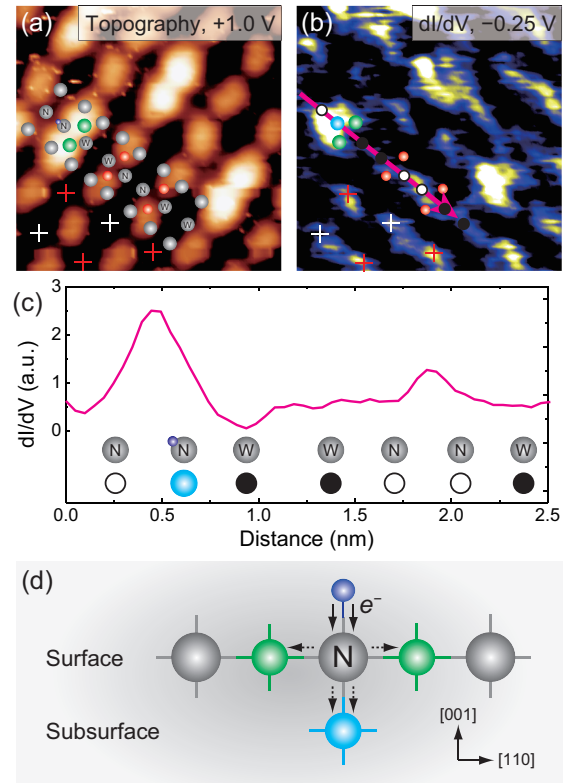 (a) Topography, +1.0 V
(b) dI/dV, −0.25 V
N
N
W
W
N
N
W
W
(c)
dI/dV (a.u.)
3
2
1
0
N N W W N N W
0.0 0.5 1.0 1.5 2.0 2.5
Distance (nm)
(d)
e⁻
Surface
N
Subsurface
[001]
[110]